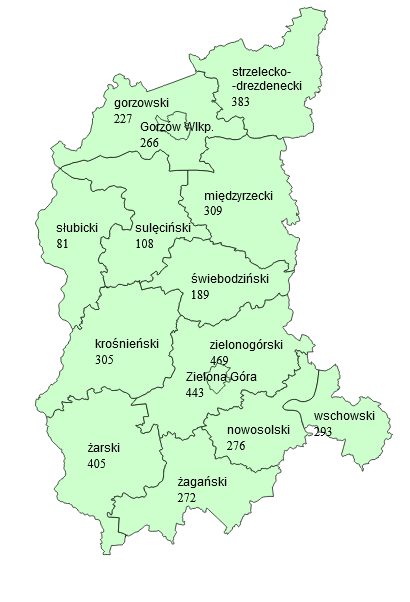 strzelecko-
-drezdenecki
383
gorzowski
227
Gorzów Wlkp.
266
międzyrzecki
309
słubicki
81
sulęciński
108
świebodziński
189
krośnieński
305
zielonogórski
469
Zielona Góra
443
wschowski
293
nowosolski
276
żarski
405
żagański
272